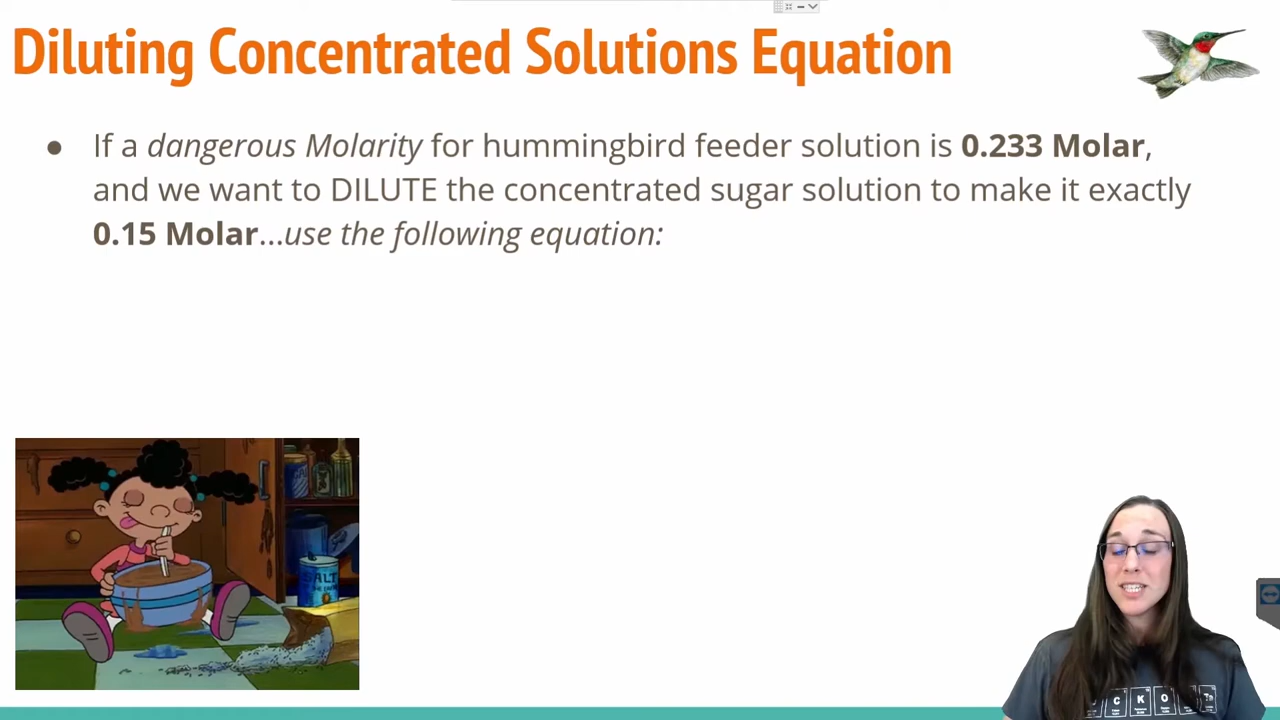 Diluting Concentrated Solutions Equation
● If a dangerous Molarity for hummingbird feeder solution is 0.233 Molar,
and we want to DILUTE the concentrated sugar solution to make it exactly
0.15 Molar...use the following equation:
SALT
C K O